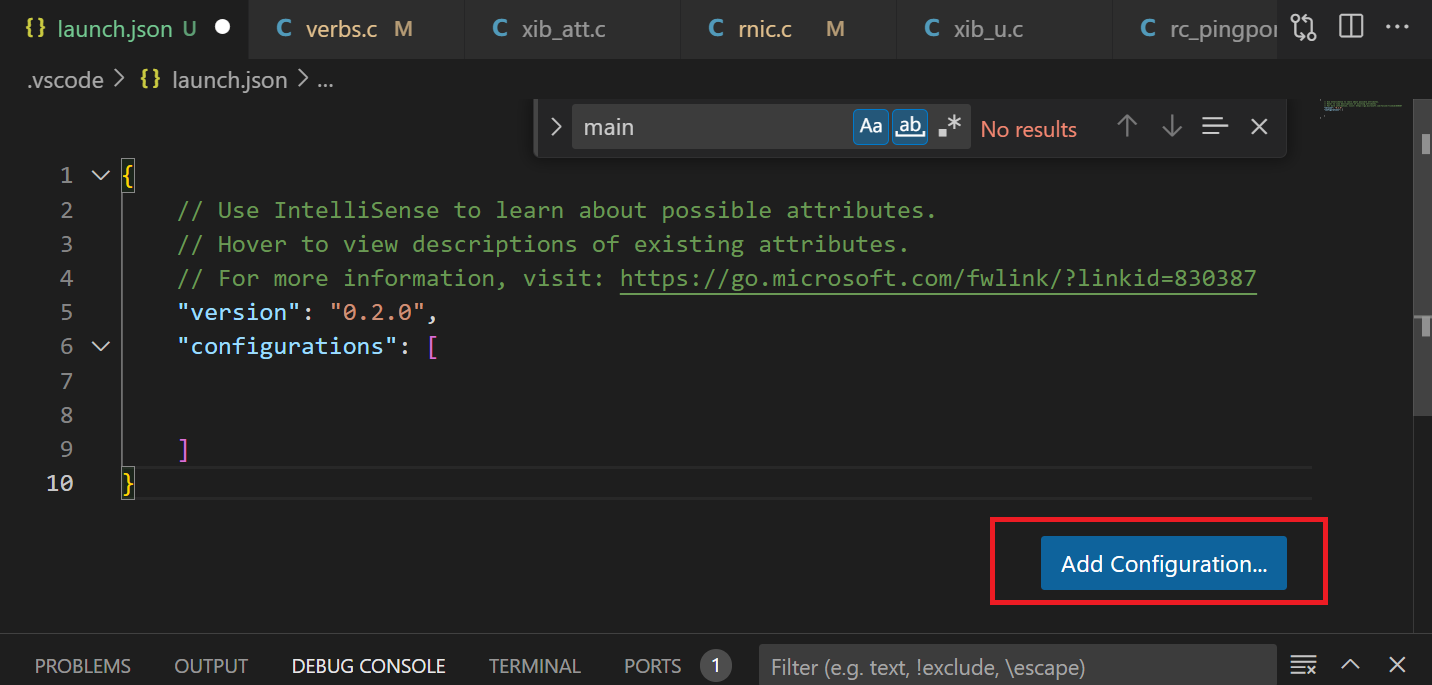 {} launch.json U
C verbs.c M
C xib_att.c
C rnic.c M
C xib_u.c
C rc_pingpor
.vscode > {} launch.json > ...
main Aa ab .* No results
1 {
2 // Use IntelliSense to learn about possible attributes.
3 // Hover to view descriptions of existing attributes.
4 // For more information, visit: https://go.microsoft.com/fwlink/?linkid=830387
5 "version": "0.2.0",
6 "configurations": [
7
8
9 ]
10 }
Add Configuration...
PROBLEMS OUTPUT DEBUG CONSOLE TERMINAL PORTS 1 Filter (e.g. text, !exclude, \escape)